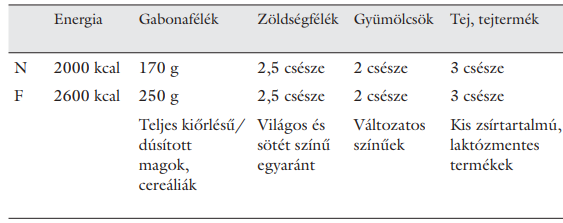 Energia Gabonafélék Zöldségfélék Gyümölcsök Tej, tejtermék
N 2000 kcal 170 g 2,5 csésze 2 csésze 3 csésze
F 2600 kcal 250 g 2,5 csésze 2 csésze 3 csésze
Teljes kiőrlésű/ Világos és Változatos Kis zsírtartalmú,
dúsított sötét színű színűek laktózmentes
magok, egyaránt termékek
cereáliák